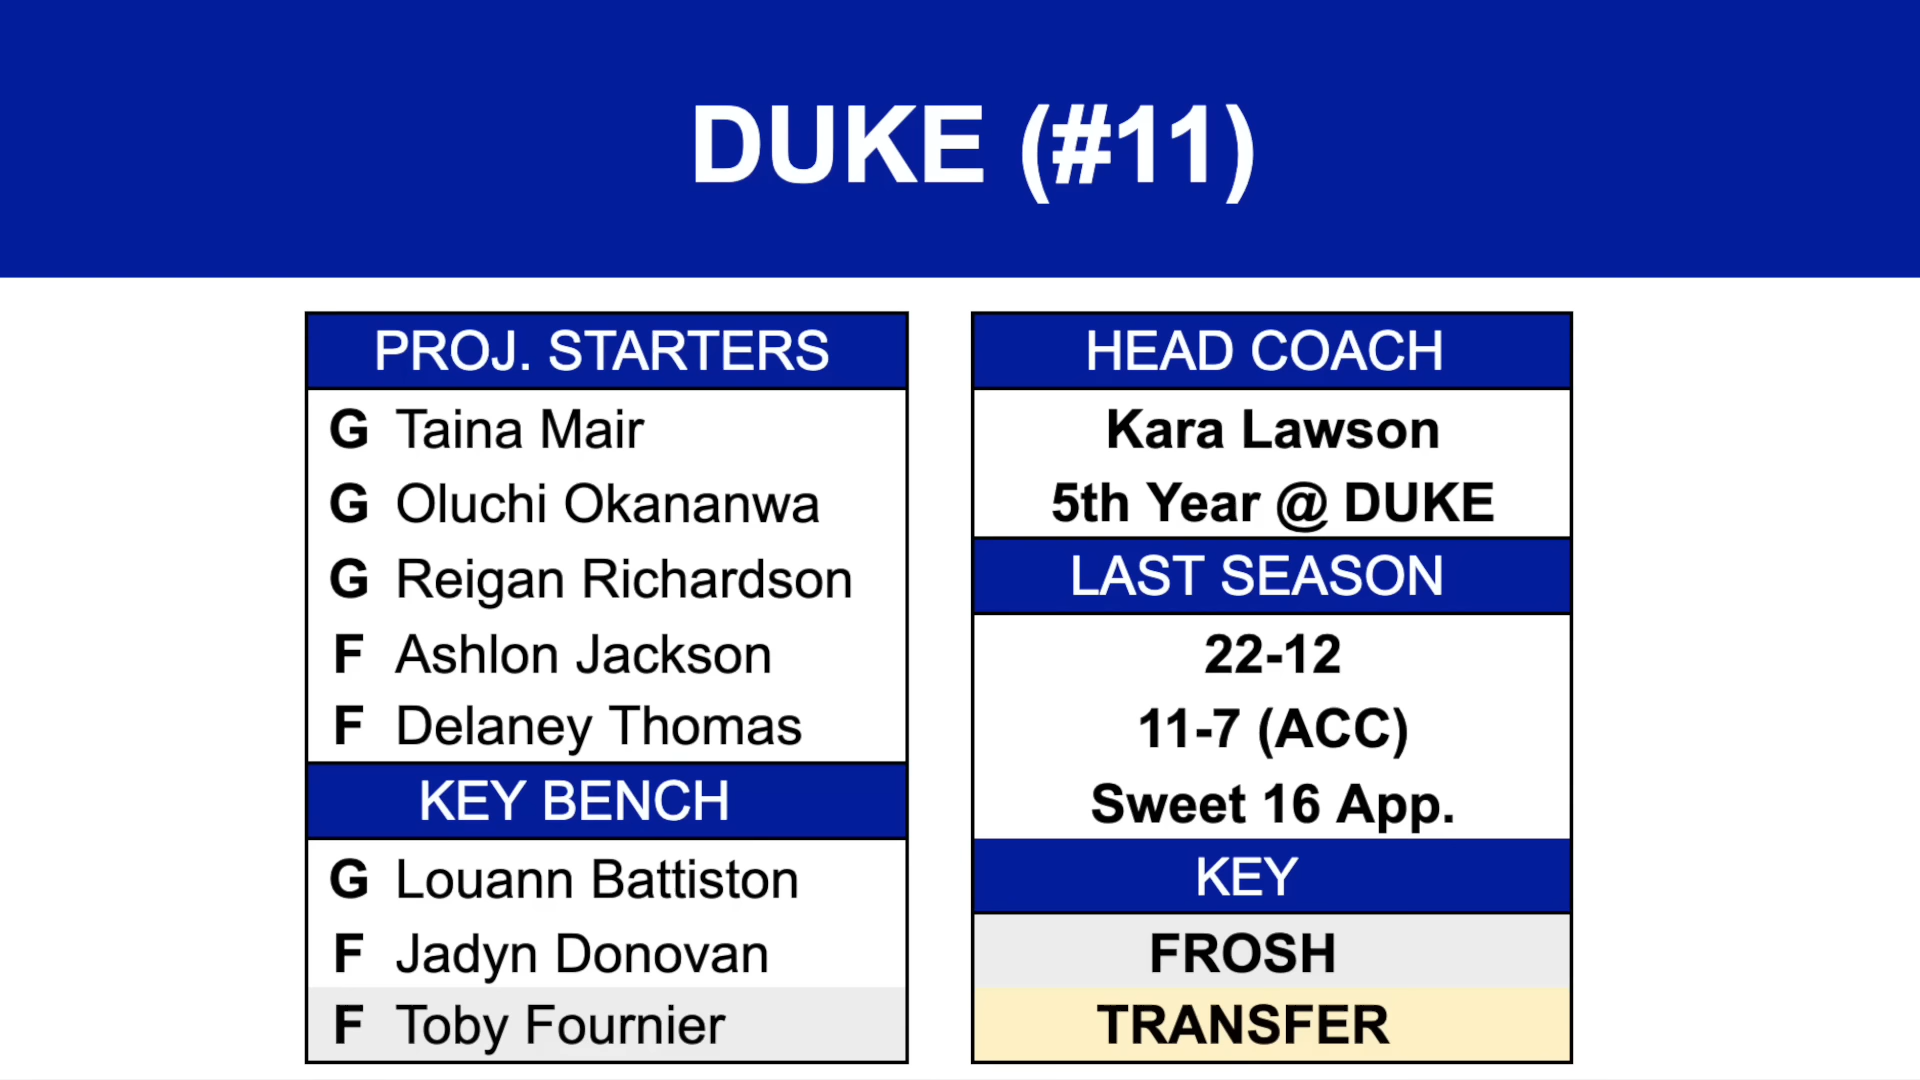 DUKE (#11)
PROJ. STARTERS
G Taina Mair
G Oluchi Okananwa
G Reigan Richardson
F Ashlon Jackson
F Delaney Thomas
KEY BENCH
G Louann Battiston
F Jadyn Donovan
F Toby Fournier
HEAD COACH
Kara Lawson
5th Year @ DUKE
LAST SEASON
22-12
11-7 (ACC)
Sweet 16 App.
KEY
FROSH
TRANSFER